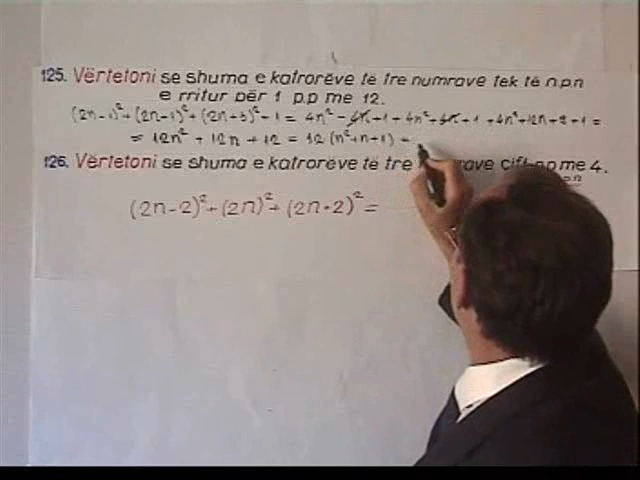 125. Vërtetoni se shuma e katrorëve të tre numrave tek të n.p.n
e rritur për 1 p.p me 12.
(2n-1)²+(2n+1)²+(2n+3)²+1 = 4n²-4n+1+4n²+4n+1+4n²+12n+9+1=
= 12n²+12n+12 = 12(n²+n+1) -
126. Vërtetoni se shuma e katrorëve të tre çift np me 4.
(2n-2)²+(2n)²+(2n+2)²=